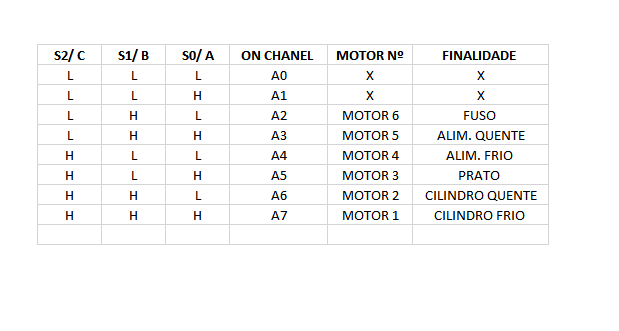 S2/ C S1/ B S0/ A ON CHANEL MOTOR Nº FINALIDADE
L L L A0 X X
L L H A1 X X
L H L A2 MOTOR 6 FUSO
L H H A3 MOTOR 5 ALIM. QUENTE
H L L A4 MOTOR 4 ALIM. FRIO
H L H A5 MOTOR 3 PRATO
H H L A6 MOTOR 2 CILINDRO QUENTE
H H H A7 MOTOR 1 CILINDRO FRIO